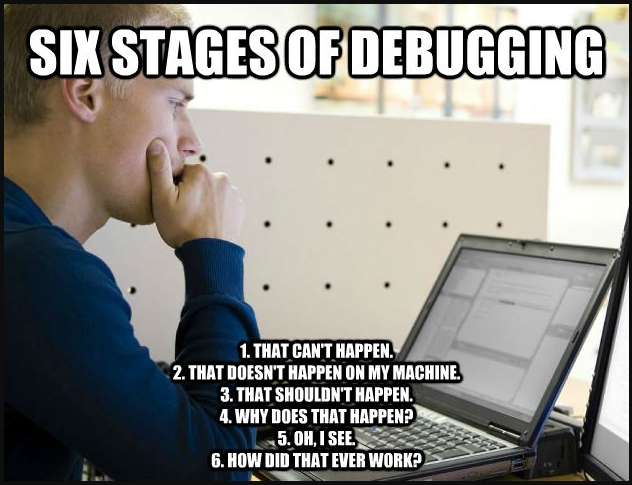 SIX STAGES OF DEBUGGING
1. THAT CAN'T HAPPEN.
2. THAT DOESN'T HAPPEN ON MY MACHINE.
3. THAT SHOULDN'T HAPPEN.
4. WHY DOES THAT HAPPEN?
5. OH, I SEE.
6. HOW DID THAT EVER WORK?